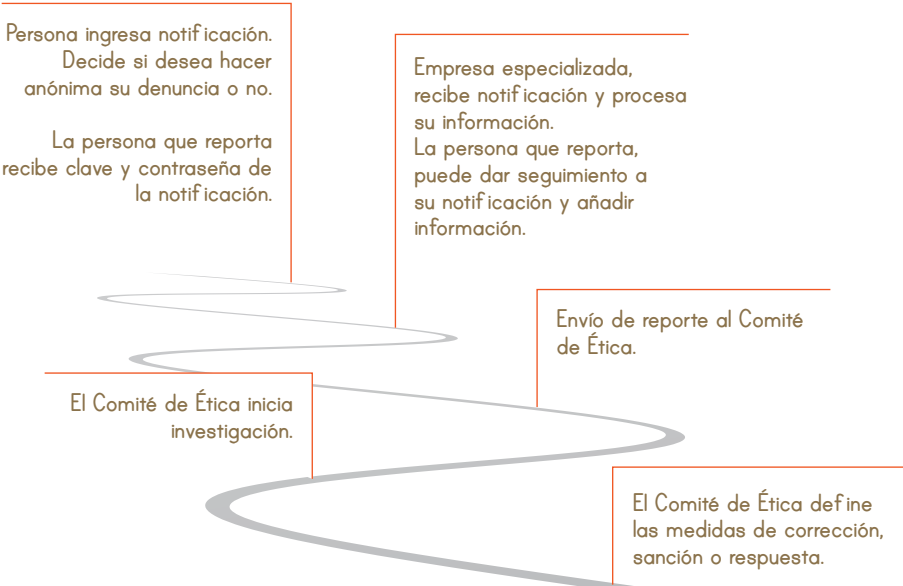 Persona ingresa notificación.
Decide si desea hacer
anónima su denuncia o no.
La persona que reporta
recibe clave y contraseña de
la notificación.
Empresa especializada,
recibe notificación y procesa
su información.
La persona que reporta,
puede dar seguimiento a
su notificación y añadir
información.
Envío de reporte al Comité
de Ética.
El Comité de Ética inicia
investigación.
El Comité de Ética define
las medidas de corrección,
sanción o respuesta.